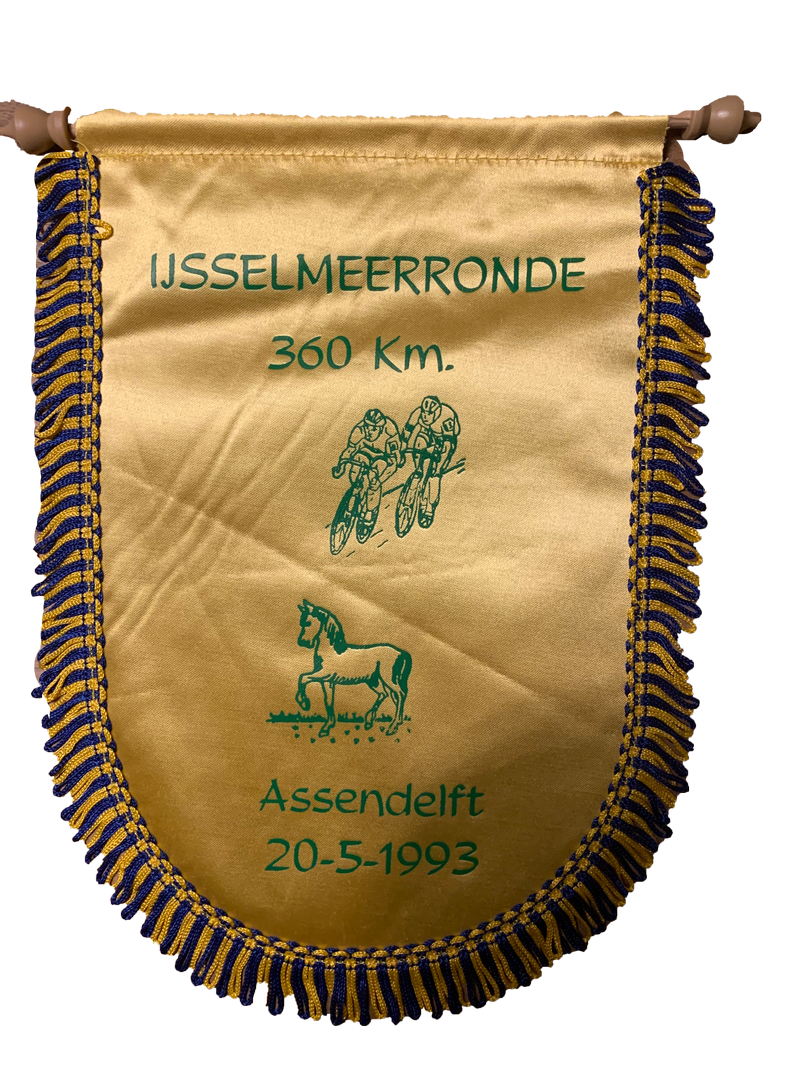 IJSSELMEERRONDE
360 Km.
Assendelft
20-5-1993